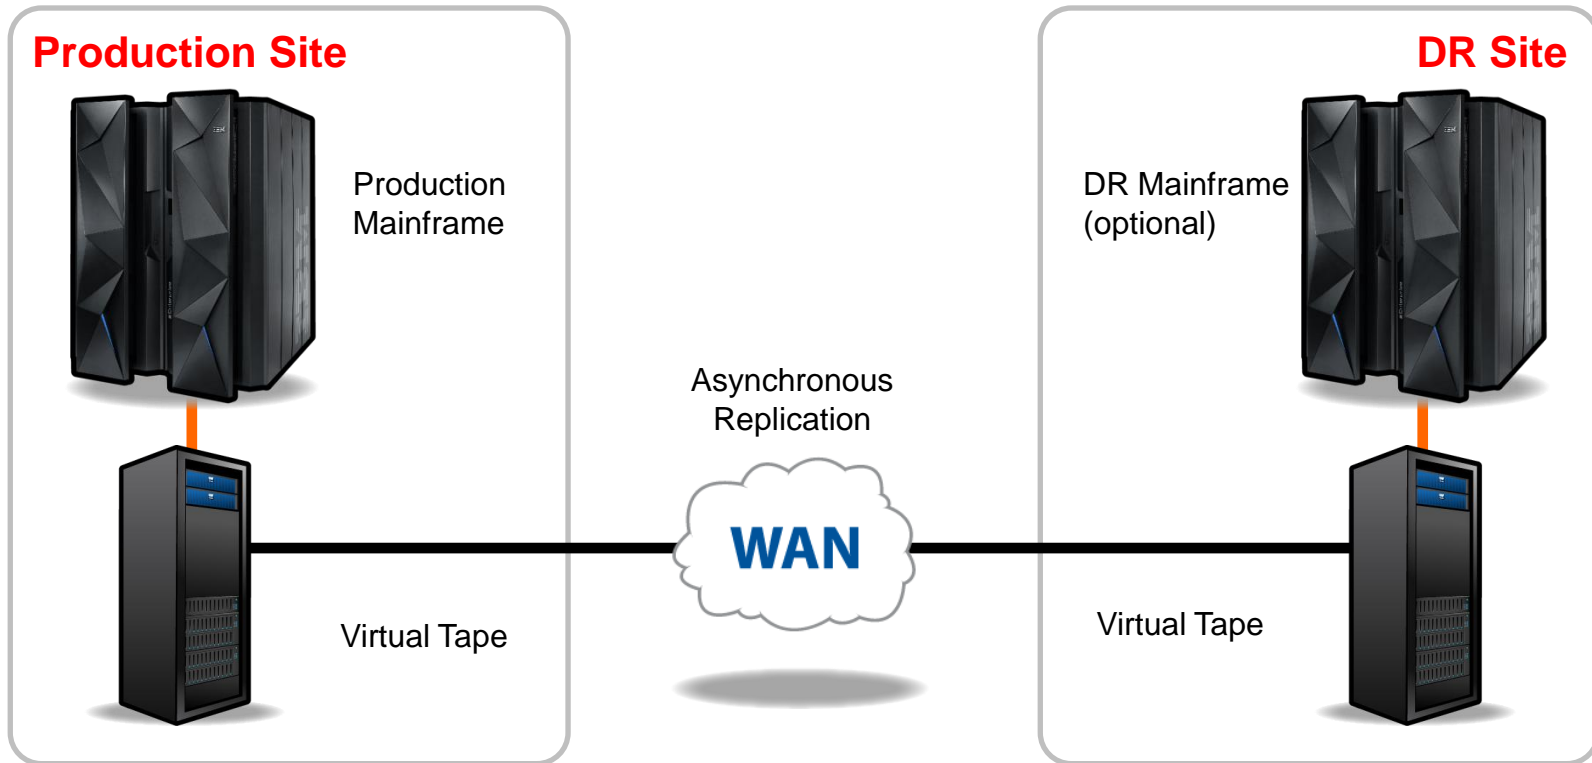 Production Site
DR Site
Production
Mainframe
DR Mainframe
(optional)
Asynchronous
Replication
WAN
Virtual Tape
Virtual Tape